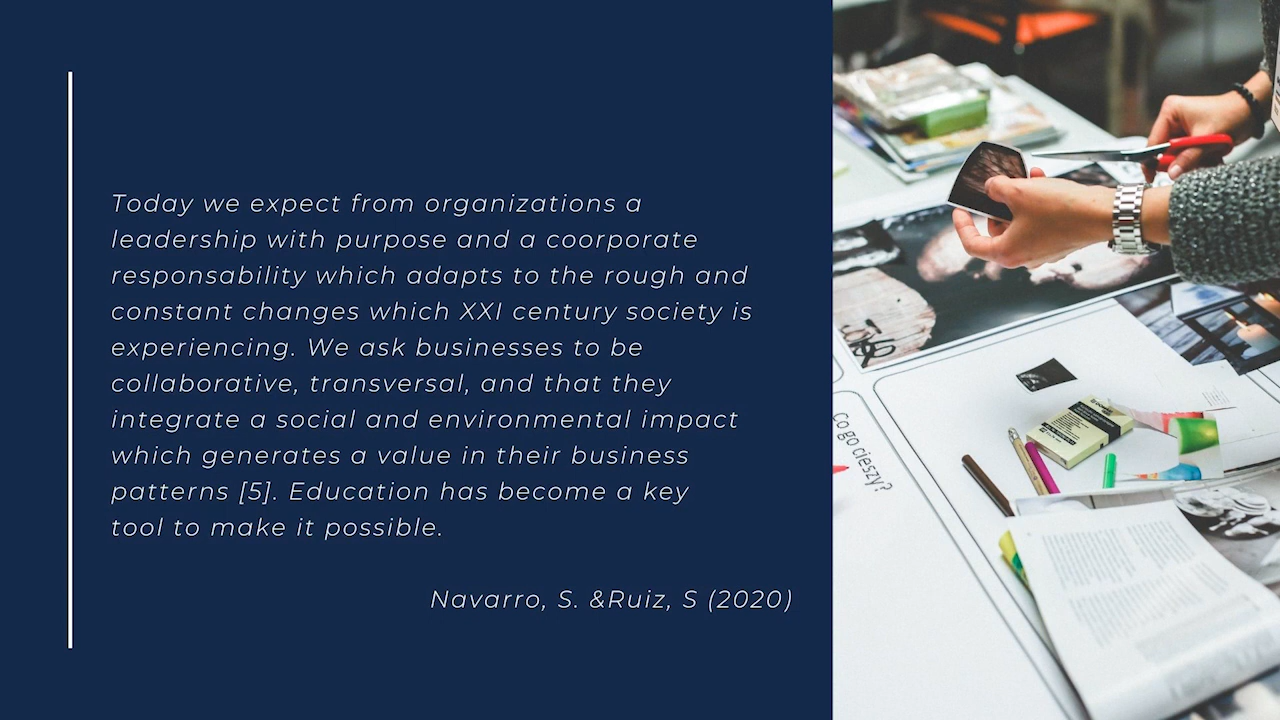 Today we expect from organizations a
leadership with purpose and a coorporate
responsability which adapts to the rough and
constant changes which XXI century society is
experiencing. We ask businesses to be
collaborative, transversal, and that they
integrate a social and environmental impact
which generates a value in their business
patterns [5]. Education has become a key
tool to make it possible.
Navarro, S. &Ruiz, S (2020)
Co go cieszy?